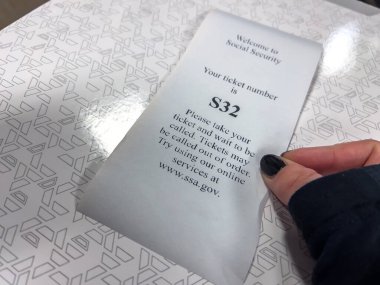 Welcome to
Social Security
Your ticket number
is
S32
Please take your
ticket and wait to be
called. Tickets may
be called out of order.
Try using our online
services at
www.ssa.gov.